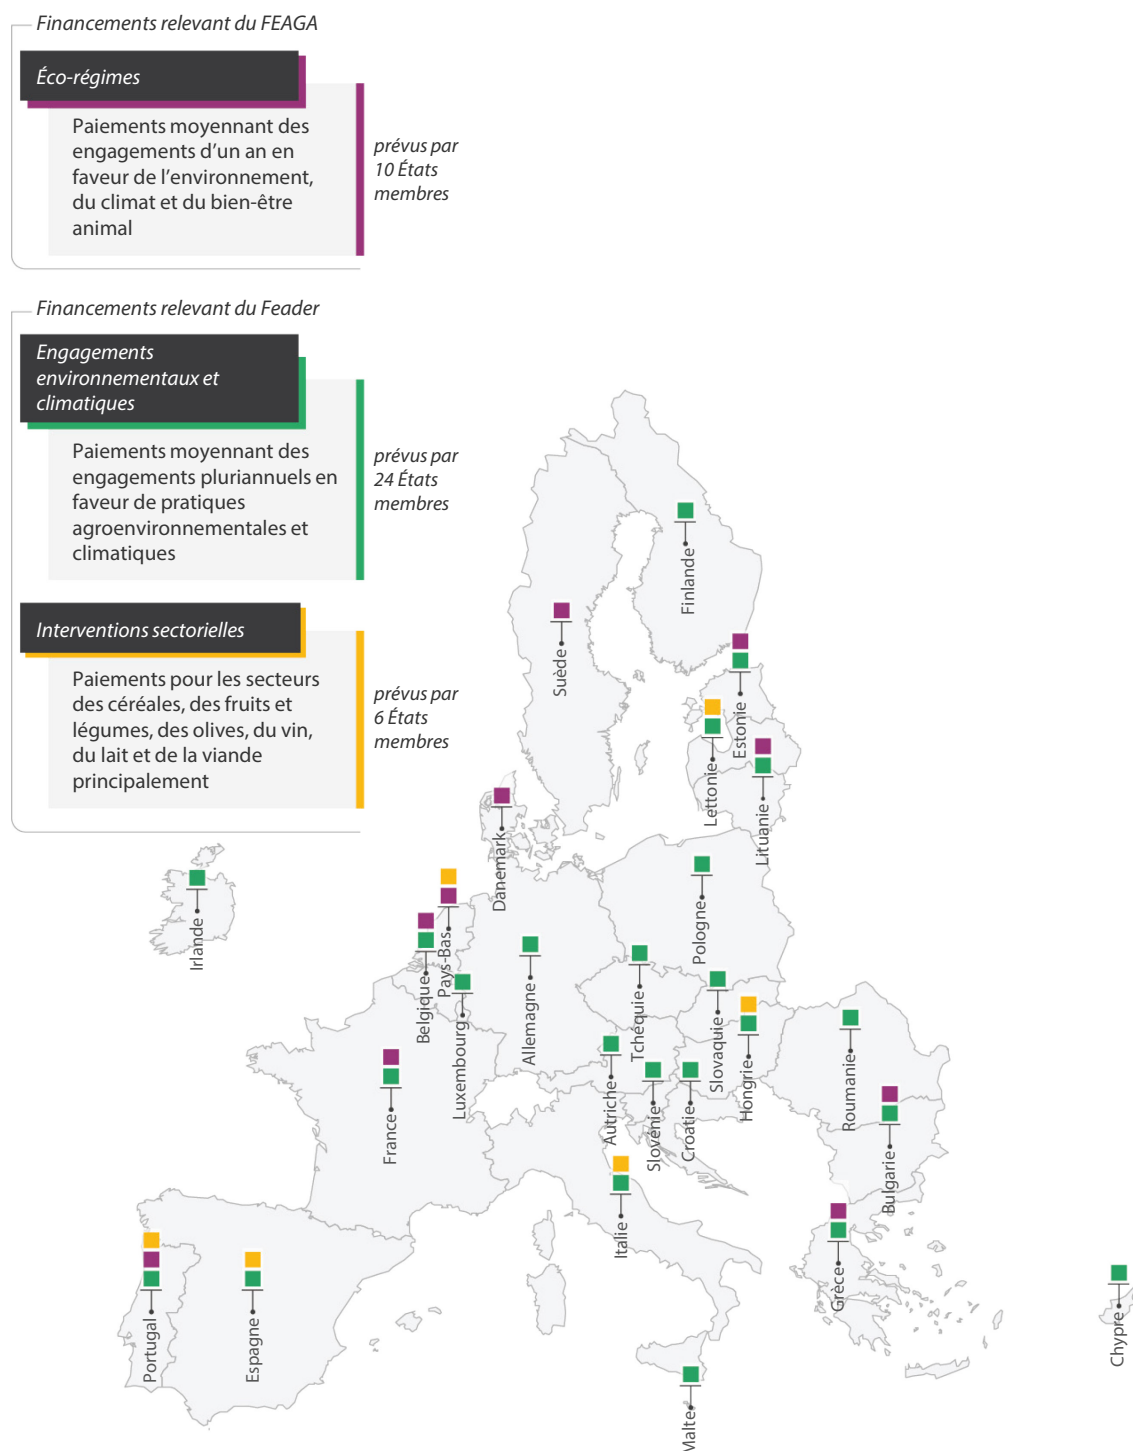 Financements relevant du FEAGA
Éco-régimes
Paiements moyennant des
engagements d’un an en
faveur de l’environnement,
du climat et du bien-être
animal
prévus par
10 États
membres
Financements relevant du Feader
Engagements
environnementaux et
climatiques
Paiements moyennant des
engagements pluriannuels en
faveur de pratiques
agroenvironnementales et
climatiques
prévus par
24 États
membres
Interventions sectorielles
Paiements pour les secteurs
des céréales, des fruits et
légumes, des olives, du vin,
du lait et de la viande
principalement
prévus par
6 États
membres
Finlande
Suède
Estonie
Lettonie
Lituanie
Danemark
Irlande
Pays-Bas
Pologne
Belgique
Luxembourg
Allemagne
Tchéquie
Slovaquie
Hongrie
Roumanie
France
Autriche
Slovénie
Croatie
Bulgarie
Italie
Grèce
Portugal
Espagne
Malte
Chypre